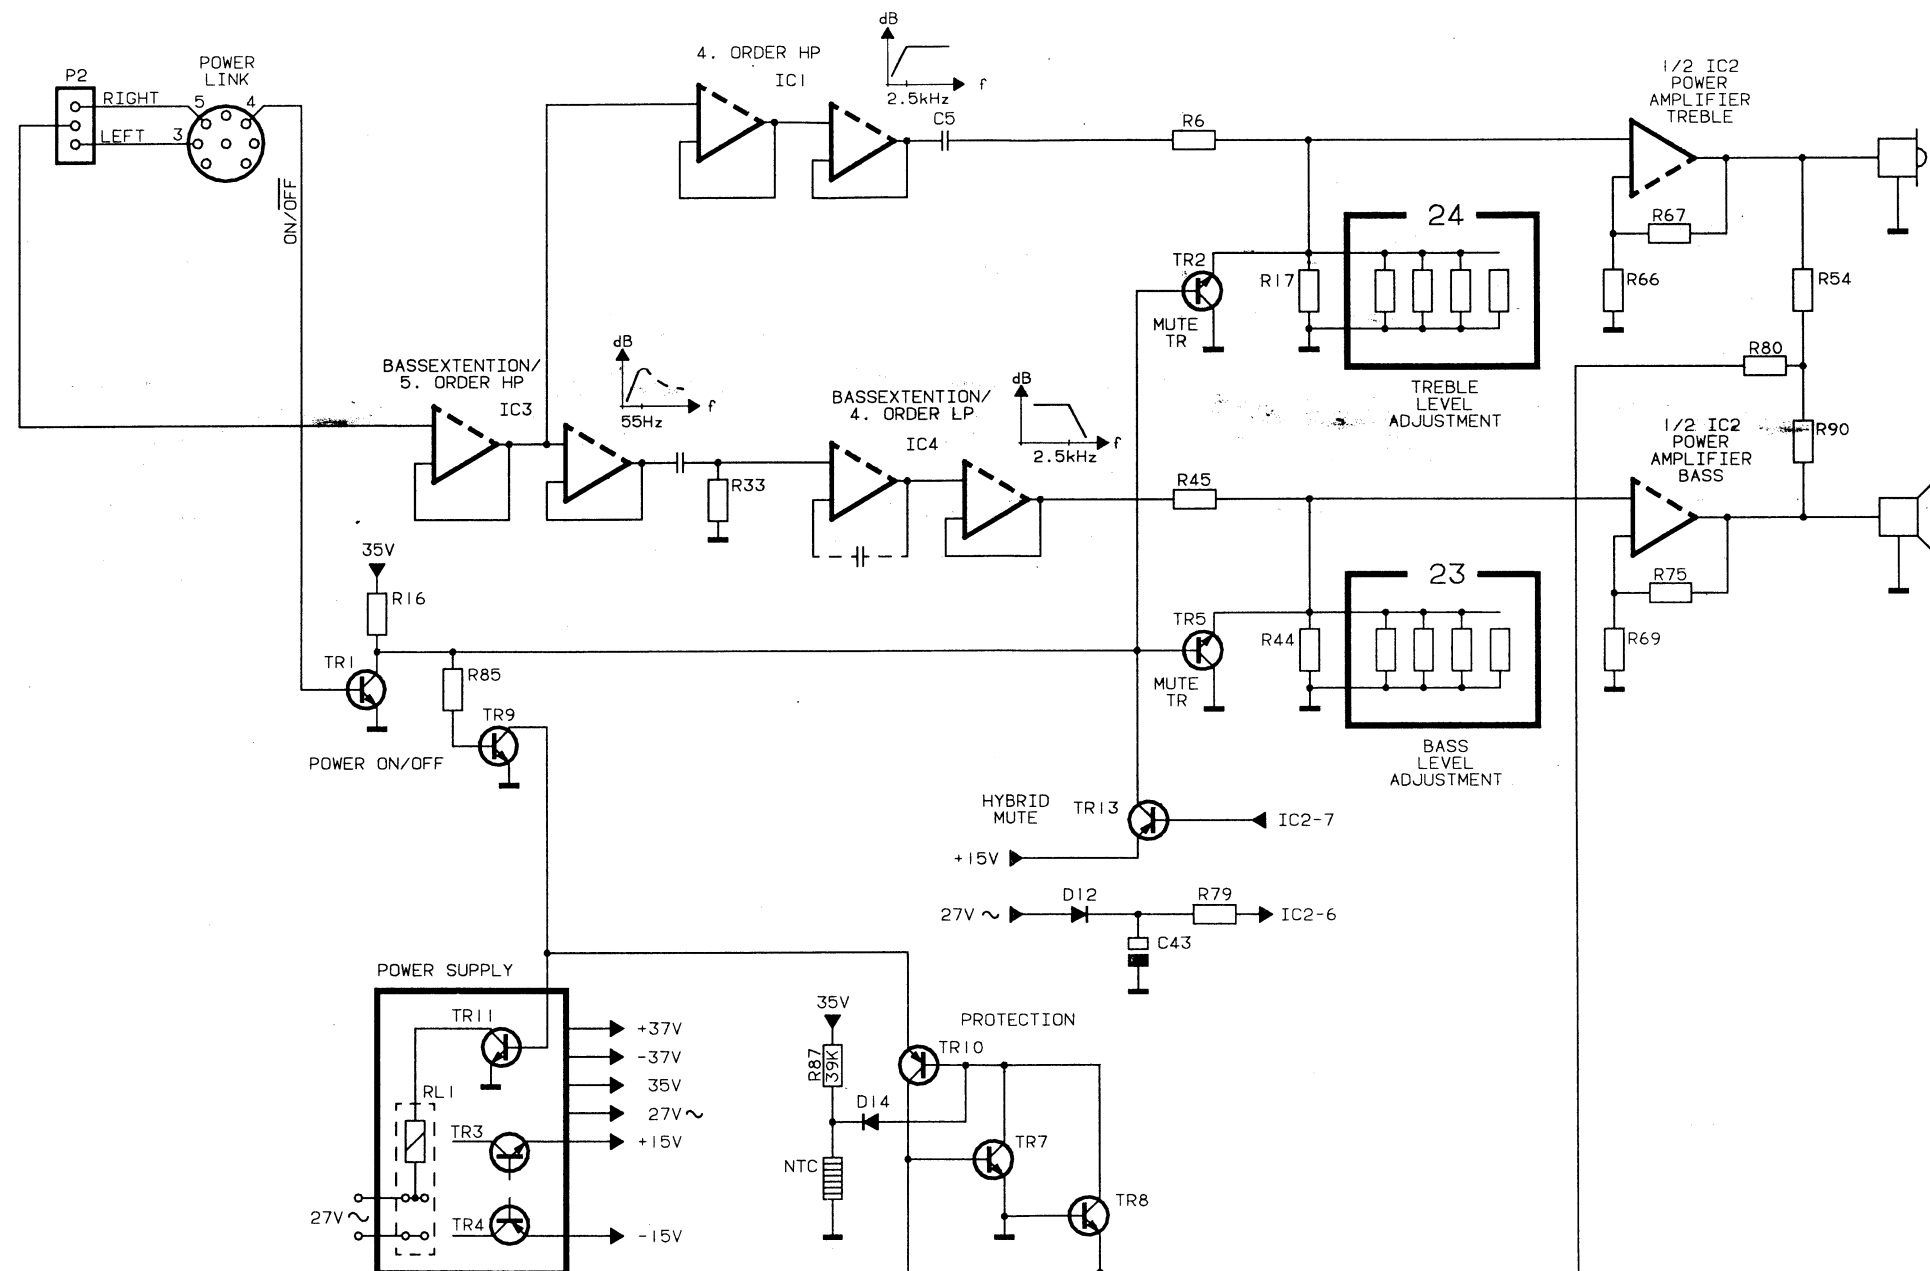 P2
POWER
LINK
RIGHT
LEFT
5
4
3
ON/OFF
4. ORDER HP
IC1
dB
f
2.5kHz
C5
R6
1/2 IC2
POWER
AMPLIFIER
TREBLE
R67
R66
R54
R80
R90
24
TR2
R17
MUTE
TR
TREBLE
LEVEL
ADJUSTMENT
BASSEXTENTION/
5. ORDER HP
IC3
dB
f
55Hz
R33
BASSEXTENTION/
4. ORDER LP
IC4
dB
f
2.5kHz
R45
1/2 IC2
POWER
AMPLIFIER
BASS
R75
R69
23
TR5
R44
MUTE
TR
BASS
LEVEL
ADJUSTMENT
35V
R16
TR1
R85
TR9
POWER ON/OFF
HYBRID
MUTE
TR13
IC2-7
+15V
27V ~
D12
R79
IC2-6
C43
POWER SUPPLY
TR11
RL1
TR3
TR4
27V ~
+37V
-37V
35V
27V ~
+15V
-15V
35V
R87
39K
D14
NTC
PROTECTION
TR10
TR7
TR8